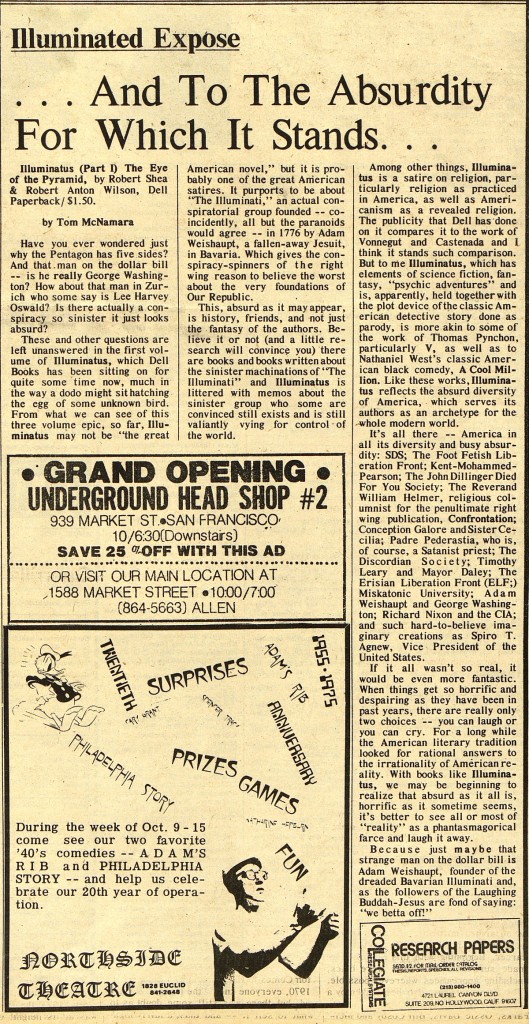 Illuminated Expose
. . . And To The Absurdity
For Which It Stands. . .
Illuminatus (Part I) The Eye
of the Pyramid, by Robert Shea
& Robert Anton Wilson, Dell
Paperback/ $1.50.
by Tom McNamara
Have you ever wondered just
why the Pentagon has five sides?
And that man on the dollar bill
-- is he really George Washing-
ton? How about that man in Zur-
ich who some say is Lee Harvey
Oswald? Is there actually a con-
spiracy so sinister it just looks
absurd?
These and other questions are
left unanswered in the first vol-
ume of Illuminatus, which Dell
Books has been sitting on for
quite some time now, much in
the way a dodo might sit hatching
the egg of some unknown bird.
From what we can see of this
three volume epic, so far, Illu-
minatus may not be "the great
American novel," but it is pro-
bably one of the great American
satires. It purports to be about
"The Illuminati," an actual con-
spiratorial group founded -- co-
incidently, all but the paranoids
would agree -- in 1776 by Adam
Weishaupt, a fallen-away Jesuit,
in Bavaria. Which gives the con-
spiracy-spinners of the right
wing reason to believe the worst
about the very foundations of
Our Republic.
This, absurd as it may appear,
is history, friends, and not just
the fantasy of the authors. Be-
lieve it or not (and a little re-
search will convince you) there
are books and books written about
the sinister machinations of "The
Illuminati" and Illuminatus is
littered with memos about the
sinister group who some are
convinced still exists and is still
valiantly vying for control of
the world.
Among other things, Illumina-
tus is a satire on religion, par-
ticularly religion as practiced
in America, as well as Ameri-
canism as a revealed religion.
The publicity that Dell has done
on it compares it to the work of
Vonnegut and Castenada and I
think it stands such comparison.
But to me Illuminatus, which has
elements of science fiction, fan-
tasy, "psychic adventures" and
is, apparently, held together with
the plot device of the classic Am-
erican detective story done as
parody, is more akin to some of
the work of Thomas Pynchon,
particularly V, as well as to
Nathaniel West's classic Amer-
ican black comedy, A Cool Mil-
lion. Like these works, Illumina-
tus reflects the absurd diversity
of America, which serves its
authors as an archetype for the
whole modern world.
It's all there -- America in
all its diversity and busy absur-
dity: SDS; The Foot Fetish Lib-
eration Front; Kent-Mohammed-
Pearson; The John Dillinger Died
For You Society; The Reverand
William Helmer, religious col-
umnist for the penultimate right
wing publication, Confrontation;
Conception Galore and Sister Ce-
cilia; Padre Pederastia, who is,
of course, a Satanist priest; The
Discordian Society; Timothy
Leary and Mayor Daley; The
Erisian Liberation Front (ELF;)
Miskatonic University; Adam
Weishaupt and George Washing-
ton; Richard Nixon and the CIA;
and such hard-to-believe ima-
ginary creations as Spiro T.
Agnew, Vice President of the
United States.
If it all wasn't so real, it
would be even more fantastic.
When things get so horrific and
despairing as they have been in
past years, there are really only
two choices -- you can laugh or
you can cry. For a long while
the American literary tradition
looked for rational answers to
the irrationality of American re-
ality. With books like Illumina-
tus, we may be beginning to
realize that absurd as it all is,
horrific as it sometime seems,
it's better to see all or most of
"reality" as a phantasmagorical
farce and laugh it away.
Because just maybe that
strange man on the dollar bill is
Adam Weishaupt, founder of the
dreaded Bavarian Illuminati and,
as the followers of the Laughing
Buddah-Jesus are fond of saying:
"we betta off!"
• GRAND OPENING •
UNDERGROUND HEAD SHOP #2
939 MARKET ST.•SAN FRANCISCO
10/6:30(Downstairs)
SAVE 25 % OFF WITH THIS AD
OR VISIT OUR MAIN LOCATION AT
1588 MARKET STREET •10:00/7:00
(864-5663) ALLEN
TWENTIETH
SURPRISES
ADAM'S RIB
1955-1975
CARY GRANT
SPENCER TRACY
ANNIVERSARY
PHILADELPHIA STORY
PRIZES
GAMES
KATHARINE HEPBURN
FUN
During the week of Oct. 9 - 15
come see our two favorite
'40's comedies -- ADAM'S
RIB and PHILADELPHIA
STORY -- and help us cele-
brate our 20th year of opera-
tion.
NORTHSIDE
THEATRE
1828 EUCLID
841-2648
COLLEGIATE
RESEARCH SYSTEMS
RESEARCH PAPERS
THESIS, REPORTS, SPEECHES, ALL REVISIONS.
(213) 980-1400
4721 LAUREL CANYON BLVD
SUITE 209, NO HOLLYWOOD, CALIF. 91607